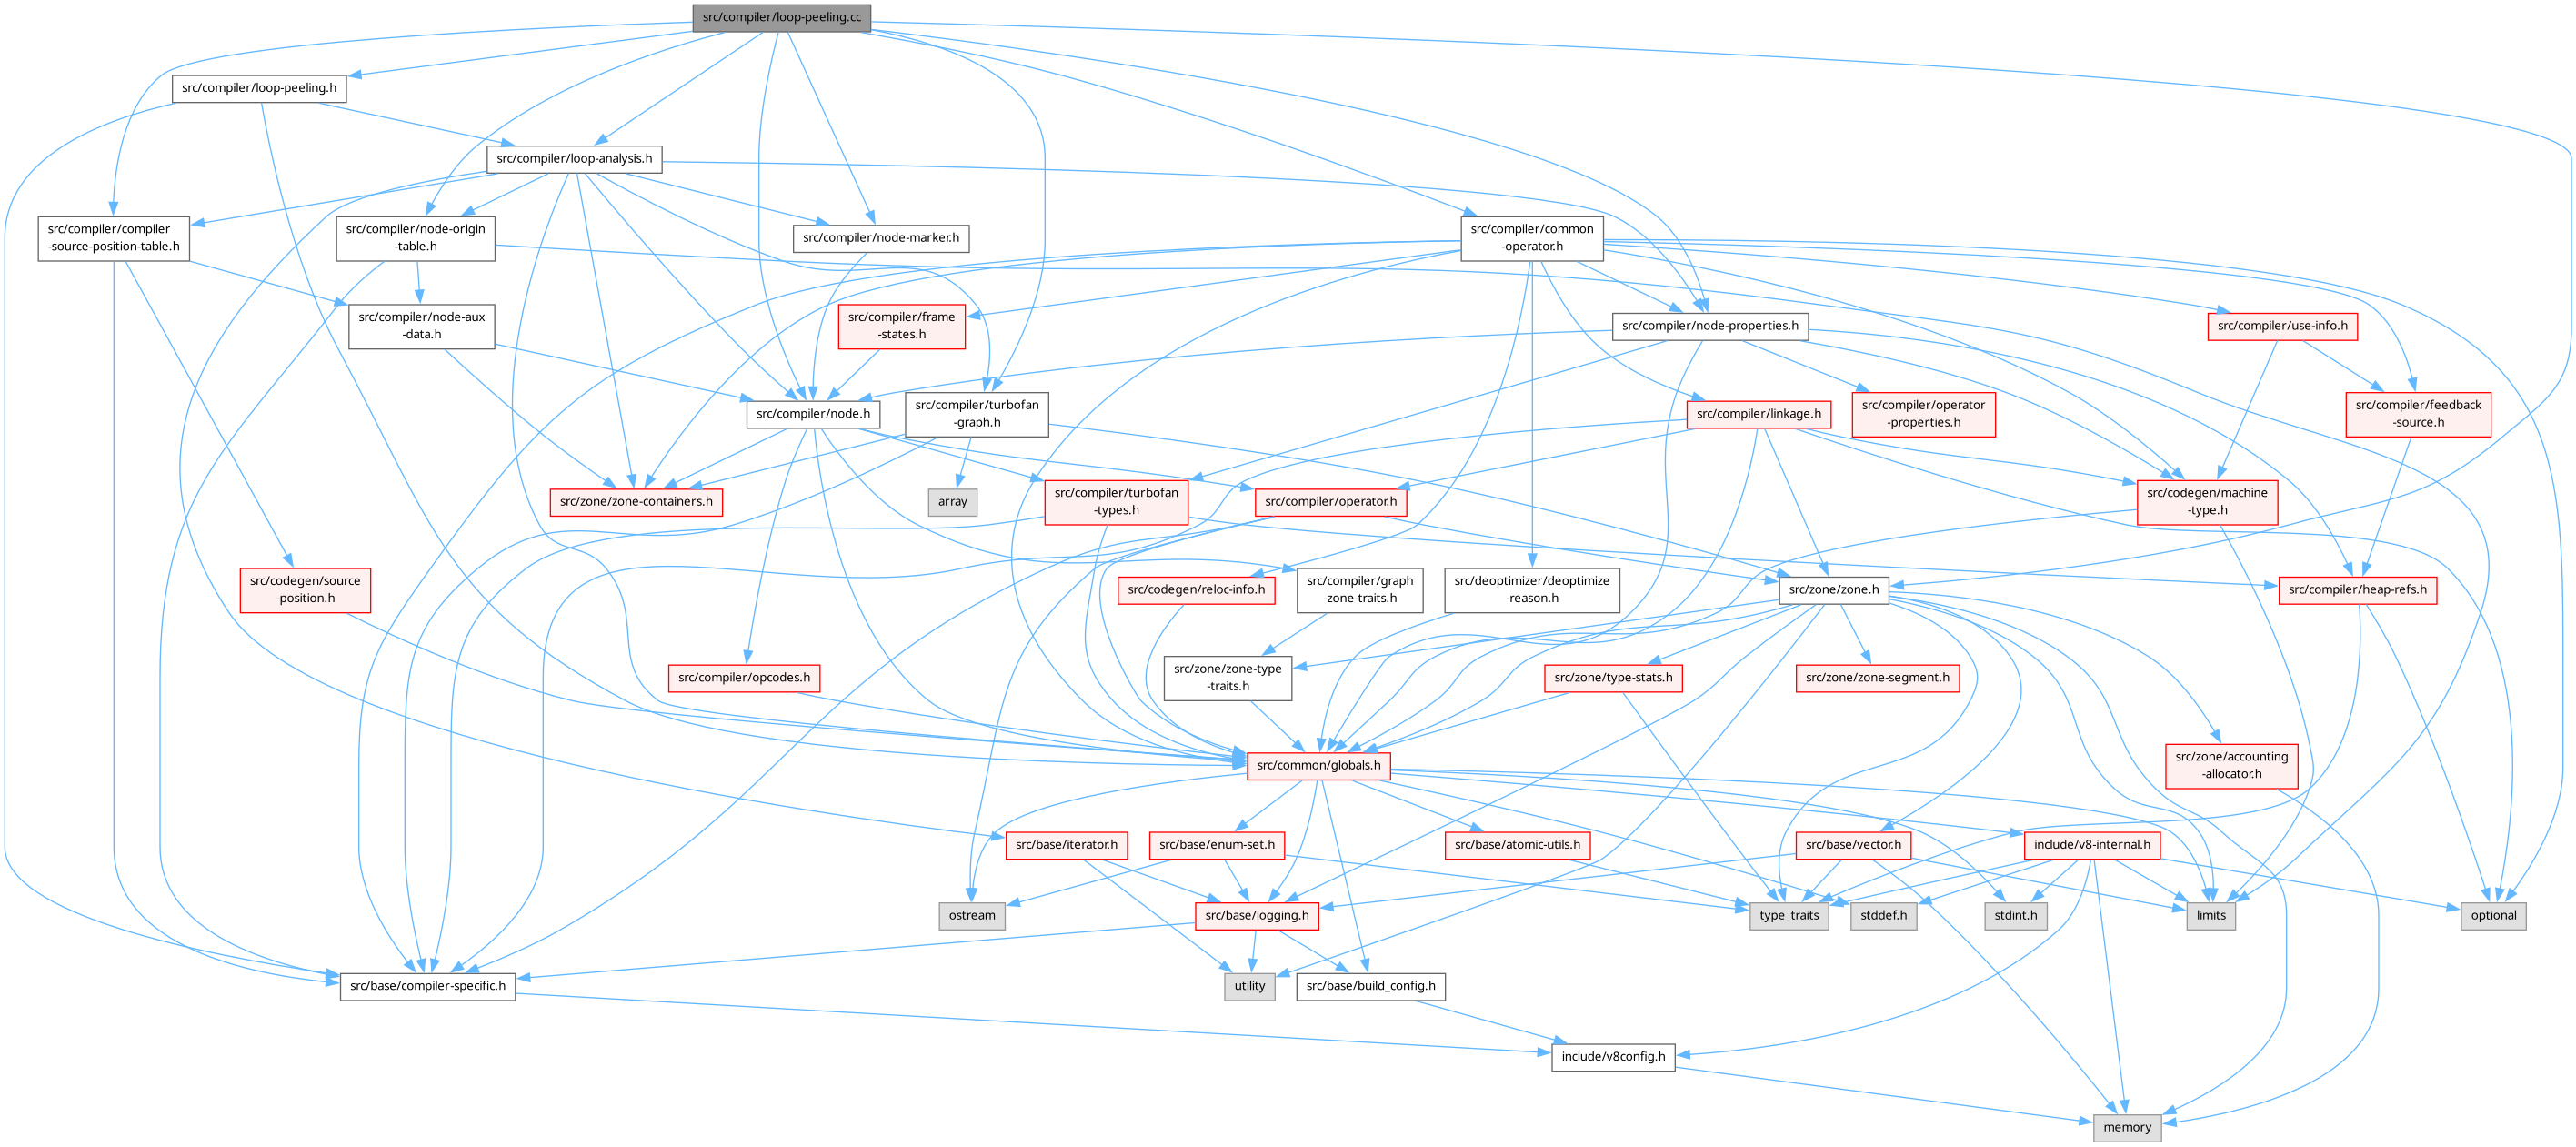 src/compiler/loop-peeling.cc
src/compiler/loop-peeling.h
src/compiler/loop-analysis.h
src/compiler/compiler
-source-position-table.h
src/compiler/node-origin
-table.h
src/compiler/node-marker.h
src/compiler/common
-operator.h
src/compiler/node-aux
-data.h
src/compiler/frame
-states.h
src/compiler/node-properties.h
src/compiler/use-info.h
src/compiler/node.h
src/compiler/turbofan
-graph.h
src/compiler/linkage.h
src/compiler/operator
-properties.h
src/compiler/feedback
-source.h
src/zone/zone-containers.h
array
src/compiler/turbofan
-types.h
src/compiler/operator.h
src/codegen/machine
-type.h
src/codegen/source
-position.h
src/codegen/reloc-info.h
src/compiler/graph
-zone-traits.h
src/deoptimizer/deoptimize
-reason.h
src/zone/zone.h
src/compiler/heap-refs.h
src/compiler/opcodes.h
src/zone/zone-type
-traits.h
src/zone/type-stats.h
src/zone/zone-segment.h
src/common/globals.h
src/zone/accounting
-allocator.h
src/base/iterator.h
src/base/enum-set.h
src/base/atomic-utils.h
src/base/vector.h
include/v8-internal.h
ostream
src/base/logging.h
type_traits
stddef.h
stdint.h
limits
optional
src/base/compiler-specific.h
utility
src/base/build_config.h
include/v8config.h
memory